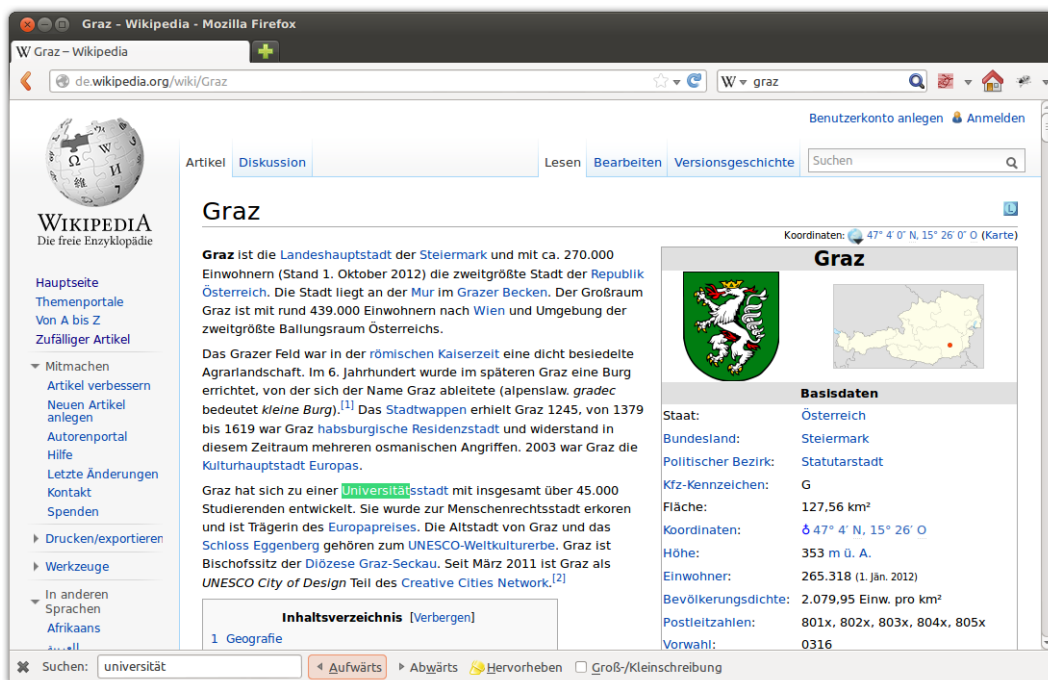 Graz – Wikipedia - Mozilla Firefox
W Graz – Wikipedia
de.wikipedia.org/wiki/Graz
W graz
Benutzerkonto anlegen Anmelden
Artikel Diskussion Lesen Bearbeiten Versionsgeschichte Suchen
WIKIPEDIA
Die freie Enzyklopädie
Hauptseite
Themenportale
Von A bis Z
Zufälliger Artikel
Mitmachen
Artikel verbessern
Neuen Artikel
anlegen
Autorenportal
Hilfe
Letzte Änderungen
Kontakt
Spenden
Drucken/exportieren
Werkzeuge
In anderen
Sprachen
Afrikaans
Graz
Koordinaten: 47° 4′ 0″ N, 15° 26′ 0″ O (Karte)
Graz ist die Landeshauptstadt der Steiermark und mit ca. 270.000
Einwohnern (Stand 1. Oktober 2012) die zweitgrößte Stadt der Republik
Österreich. Die Stadt liegt an der Mur im Grazer Becken. Der Großraum
Graz ist mit rund 439.000 Einwohnern nach Wien und Umgebung der
zweitgrößte Ballungsraum Österreichs.
Das Grazer Feld war in der römischen Kaiserzeit eine dicht besiedelte
Agrarlandschaft. Im 6. Jahrhundert wurde im späteren Graz eine Burg
errichtet, von der sich der Name Graz ableitete (alpenslaw. gradec
bedeutet kleine Burg).[1] Das Stadtwappen erhielt Graz 1245, von 1379
bis 1619 war Graz habsburgische Residenzstadt und widerstand in
diesem Zeitraum mehreren osmanischen Angriffen. 2003 war Graz die
Kulturhauptstadt Europas.
Graz hat sich zu einer Universitätsstadt mit insgesamt über 45.000
Studierenden entwickelt. Sie wurde zur Menschenrechtsstadt erkoren
und ist Trägerin des Europapreises. Die Altstadt von Graz und das
Schloss Eggenberg gehören zum UNESCO-Weltkulturerbe. Graz ist
Bischofssitz der Diözese Graz-Seckau. Seit März 2011 ist Graz als
UNESCO City of Design Teil des Creative Cities Network.[2]
Inhaltsverzeichnis [Verbergen]
1 Geografie
Graz
Basisdaten
Staat: Österreich
Bundesland: Steiermark
Politischer Bezirk: Statutarstadt
Kfz-Kennzeichen: G
Fläche: 127,56 km²
Koordinaten: 47° 4′ N, 15° 26′ O
Höhe: 353 m ü. A.
Einwohner: 265.318 (1. Jän. 2012)
Bevölkerungsdichte: 2.079,95 Einw. pro km²
Postleitzahlen: 801x, 802x, 803x, 804x, 805x
Vorwahl: 0316
Suchen: universität Aufwärts Abwärts Hervorheben Groß-/Kleinschreibung